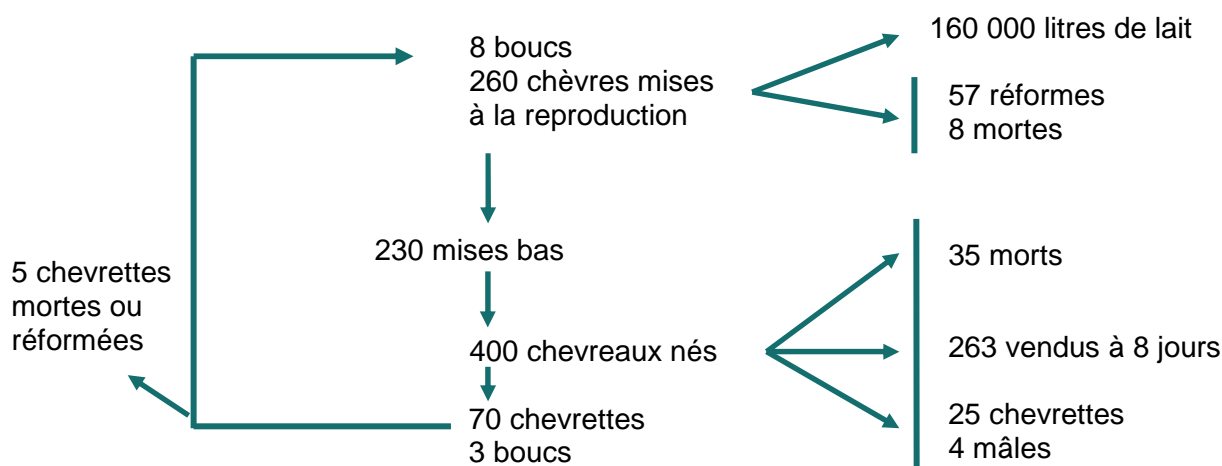 8 boucs
260 chèvres mises
à la reproduction
160 000 litres de lait
57 réformes
8 mortes
230 mises bas
5 chevrettes
mortes ou
réformées
400 chevreaux nés
35 morts
263 vendus à 8 jours
25 chevrettes
4 mâles
70 chevrettes
3 boucs